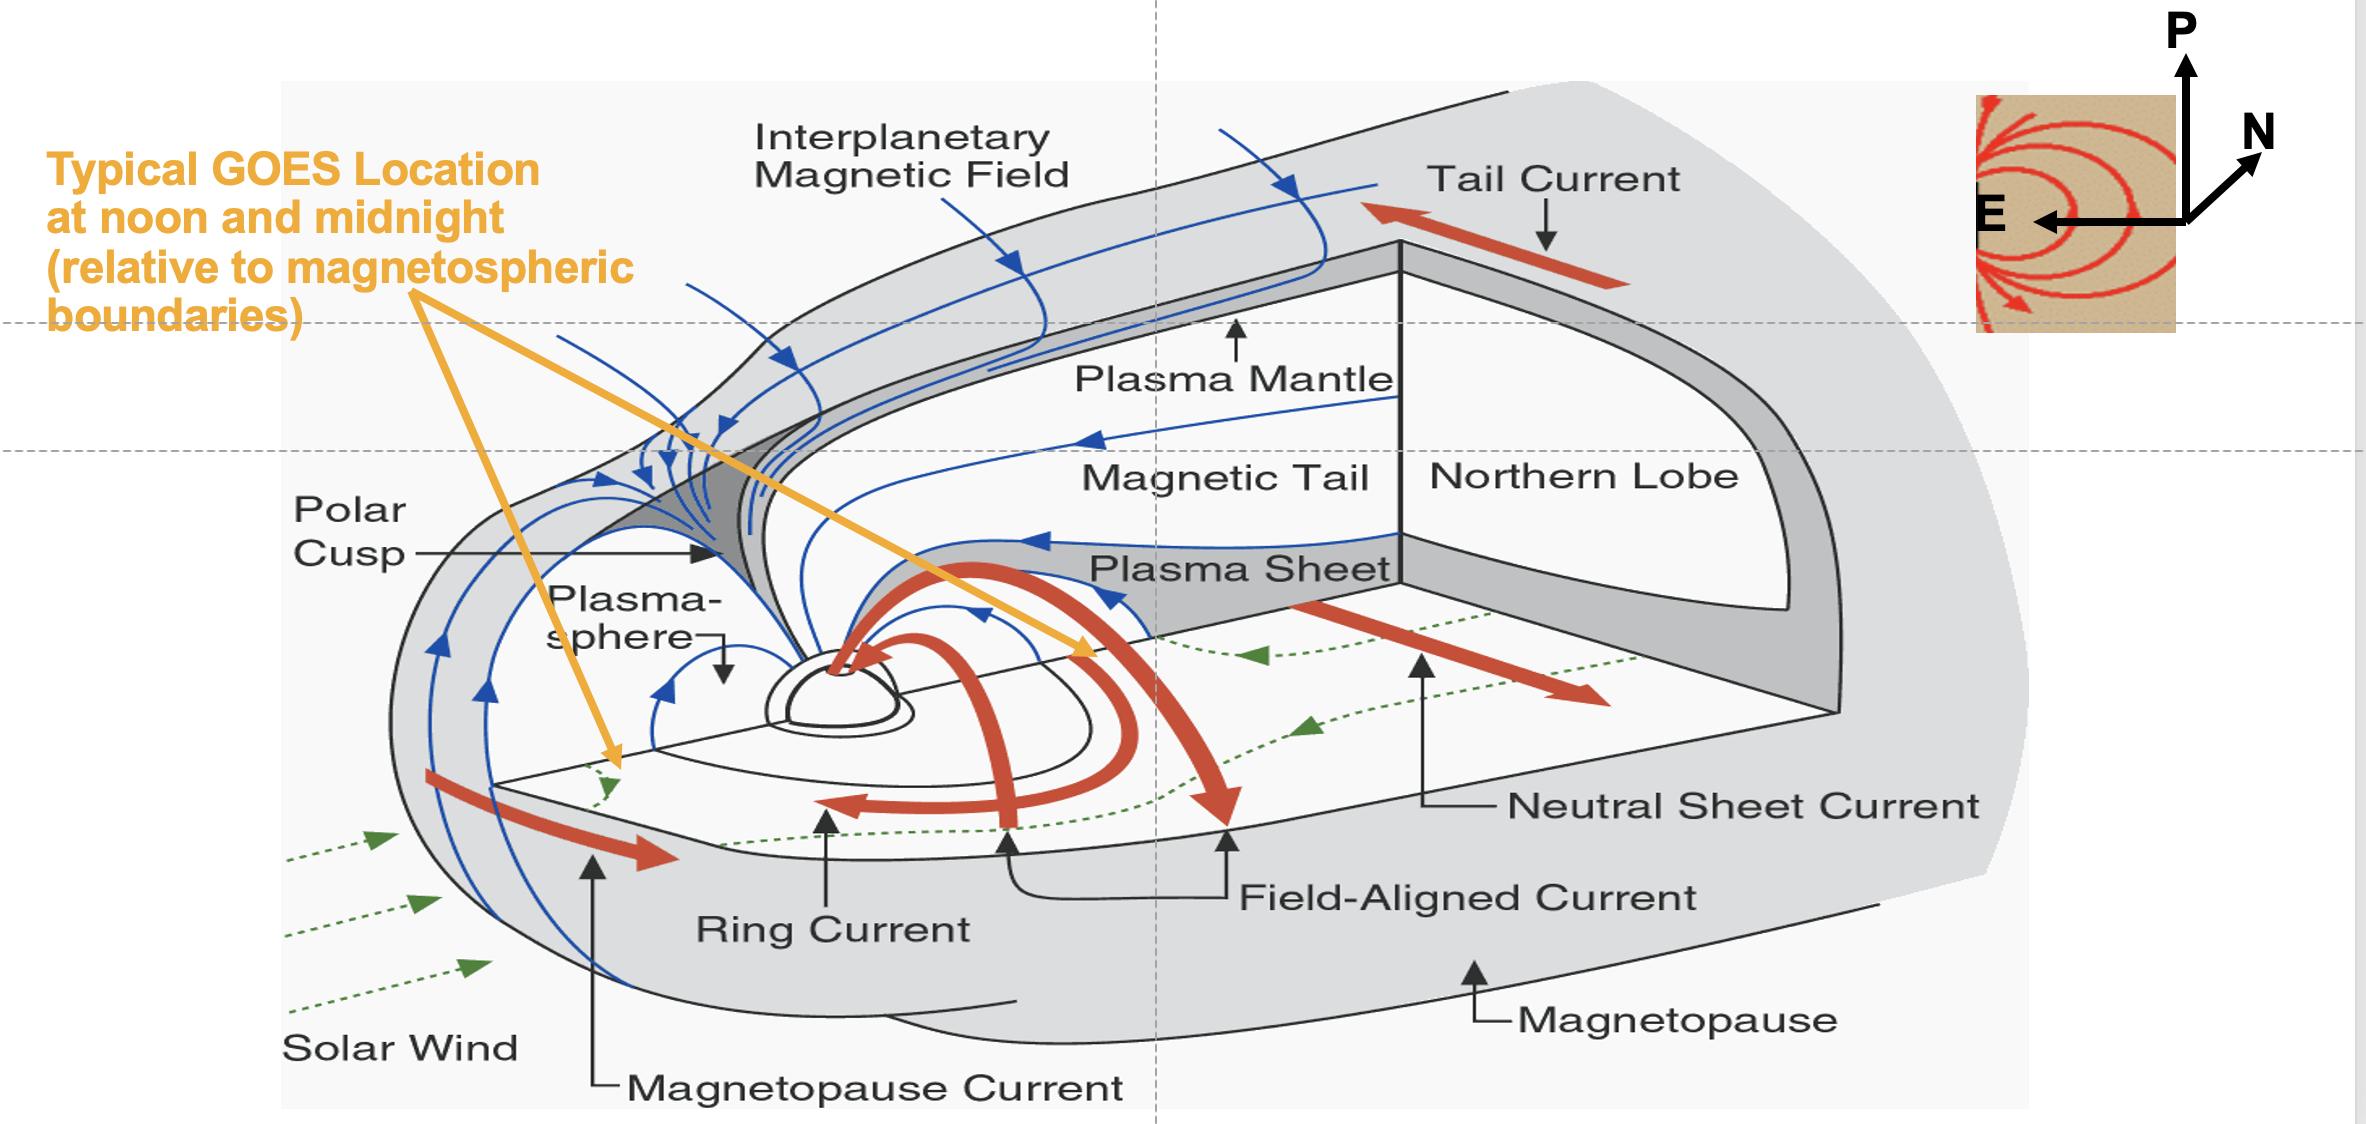 P
N
E
Typical GOES Location
at noon and midnight
(relative to magnetospheric
boundaries)
Interplanetary
Magnetic Field
Tail Current
Plasma Mantle
Magnetic Tail
Northern Lobe
Polar
Cusp
Plasma Sheet
Plasma-
sphere
Neutral Sheet Current
Field-Aligned Current
Ring Current
Magnetopause
Solar Wind
Magnetopause Current